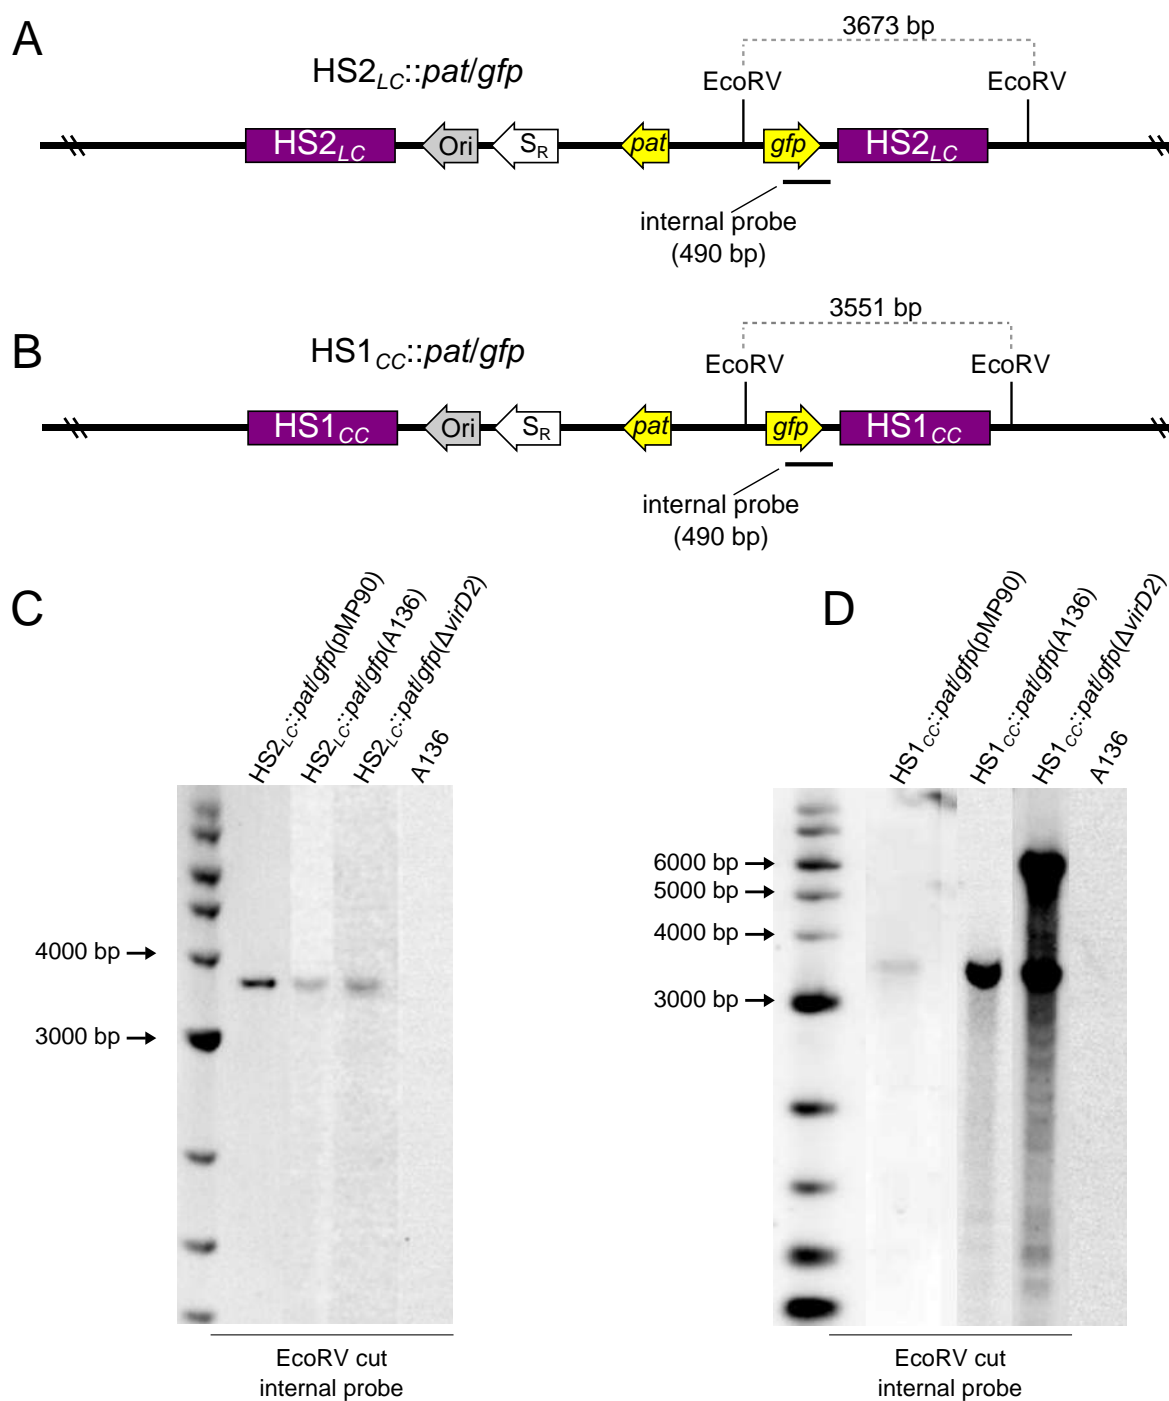 A
3673 bp
HS2LC::pat/gfp
EcoRV
EcoRV
HS2LC
Ori
SR
pat
gfp
HS2LC
internal probe
(490 bp)
B
3551 bp
HS1CC::pat/gfp
EcoRV
EcoRV
HS1CC
Ori
SR
pat
gfp
HS1CC
internal probe
(490 bp)
C
HS2LC::pat/gfp(pMP90)
HS2LC::pat/gfp(A136)
HS2LC::pat/gfp(ΔvirD2)
A136
4000 bp
3000 bp
EcoRV cut
internal probe
D
HS1CC::pat/gfp(pMP90)
HS1CC::pat/gfp(A136)
HS1CC::pat/gfp(ΔvirD2)
A136
6000 bp
5000 bp
4000 bp
3000 bp
EcoRV cut
internal probe